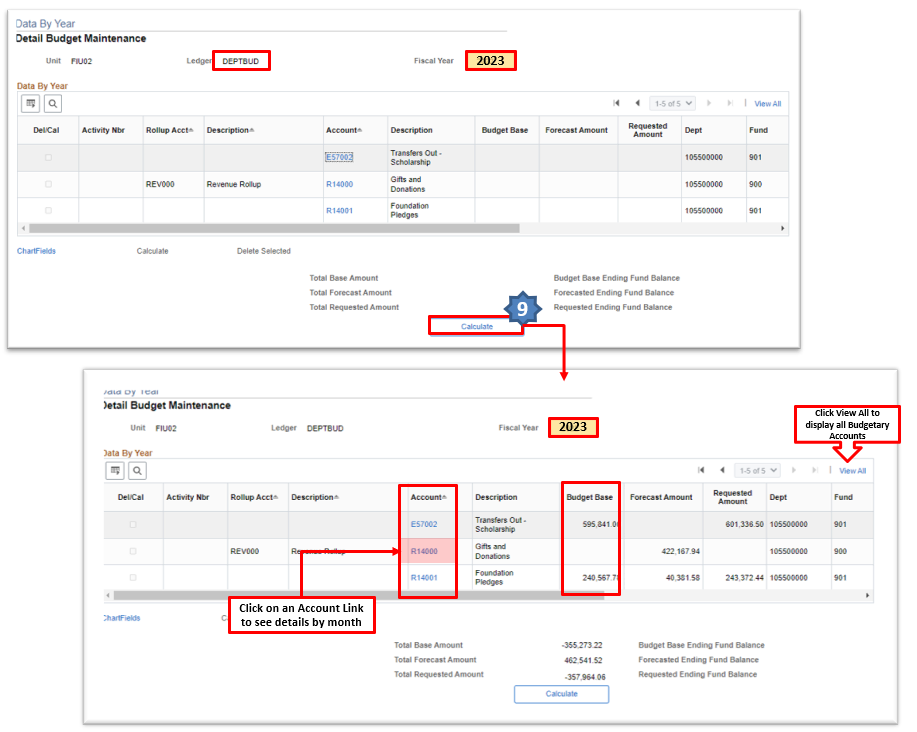 Data By Year
Detail Budget Maintenance
Unit FIU02 Ledger DEPTBUD Fiscal Year 2023
Data By Year
1-5 of 5 View All
Del/Cal Activity Nbr Rollup Acct Description Account Description Budget Base Forecast Amount Requested Amount Dept Fund
E57002 Transfers Out - Scholarship 105500000 901
REV000 Revenue Rollup R14000 Gifts and Donations 105500000 900
R14001 Foundation Pledges 105500000 901
ChartFields Calculate Delete Selected
Total Base Amount Budget Base Ending Fund Balance
Total Forecast Amount Forecasted Ending Fund Balance
Total Requested Amount Requested Ending Fund Balance
9
Calculate
Data By Year
Detail Budget Maintenance
Unit FIU02 Ledger DEPTBUD Fiscal Year 2023
Click View All to
display all Budgetary
Accounts
Data By Year
1-5 of 5 View All
Del/Cal Activity Nbr Rollup Acct Description Account Description Budget Base Forecast Amount Requested Amount Dept Fund
E57002 Transfers Out - Scholarship 595,841.00 601,336.50 105500000 901
REV000 Revenue Rollup R14000 Gifts and Donations 422,167.94 105500000 900
R14001 Foundation Pledges 240,567.78 40,381.58 243,372.44 105500000 901
Click on an Account Link
to see details by month
ChartFields
Total Base Amount -355,273.22 Budget Base Ending Fund Balance
Total Forecast Amount 462,541.52 Forecasted Ending Fund Balance
Total Requested Amount -357,964.06 Requested Ending Fund Balance
Calculate